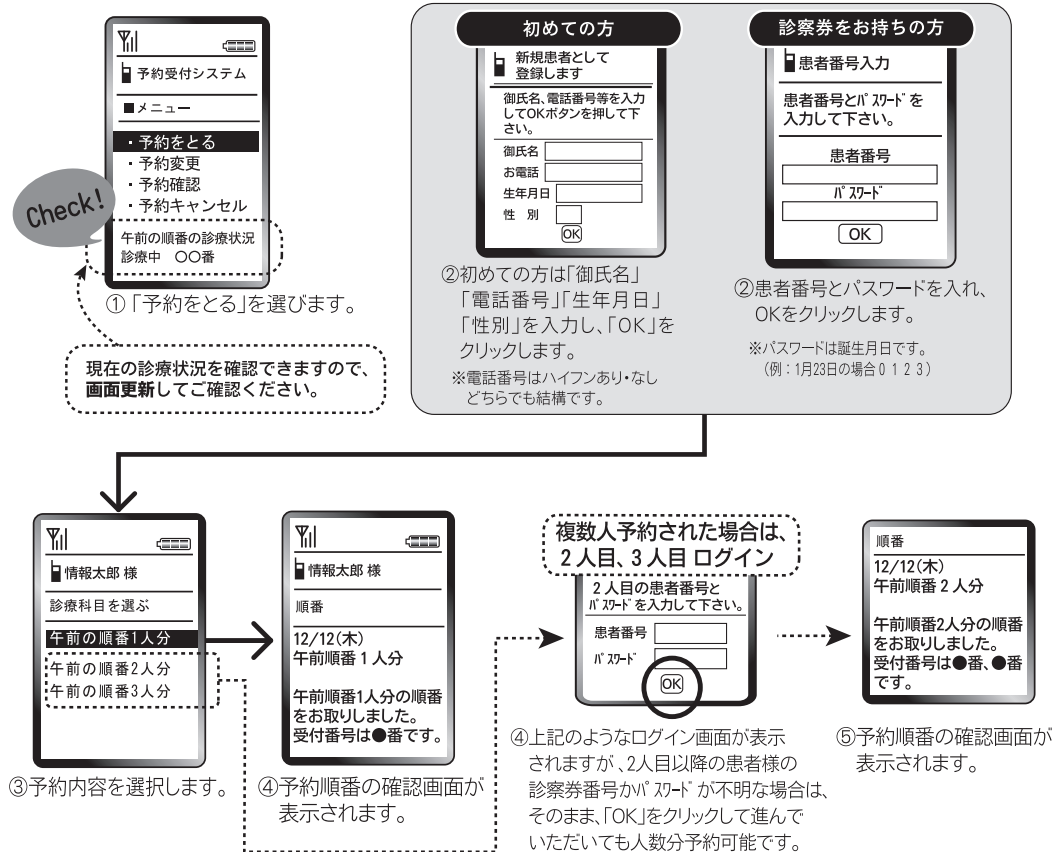 予約受付システム
■メニュー
・予約をとる
・予約変更
・予約確認
・予約キャンセル
Check!
午前の順番の診療状況
診療中 〇〇番
①「予約をとる」を選びます。
現在の診療状況を確認できますので、
画面更新してご確認ください。
初めての方
新規患者として
登録します
御氏名、電話番号等を入力
してOKボタンを押して下
さい。
御氏名
お電話
生年月日
性 別
OK
②初めての方は「御氏名」
「電話番号」「生年月日」
「性別」を入力し、「OK」を
クリックします。
※電話番号はハイフンあり・なし
どちらでも結構です。
診察券をお持ちの方
患者番号入力
患者番号とパスワードを
入力して下さい。
患者番号
パスワード
OK
②患者番号とパスワードを入れ、
OKをクリックします。
※パスワードは誕生月日です。
（例：1月23日の場合０１２３）
情報太郎 様
診療科目を選ぶ
午前の順番1人分
午前の順番2人分
午前の順番3人分
③予約内容を選択します。
情報太郎 様
順番
12/12(木)
午前順番 1 人分
午前順番1人分の順番
をお取りしました。
受付番号は●番です。
④予約順番の確認画面が
表示されます。
複数人予約された場合は、
2 人目、3 人目 ログイン
2 人目の患者番号と
パスワードを入力して下さい。
患者番号
パスワード
OK
④上記のようなログイン画面が表示
されますが、2人目以降の患者様の
診察券番号かパスワードが不明な場合は、
そのまま、「OK」をクリックして進んで
いただいても人数分予約可能です。
順番
12/12(木)
午前順番 2 人分
午前順番2人分の順番
をお取りしました。
受付番号は●番、●番
です。
⑤予約順番の確認画面が
表示されます。